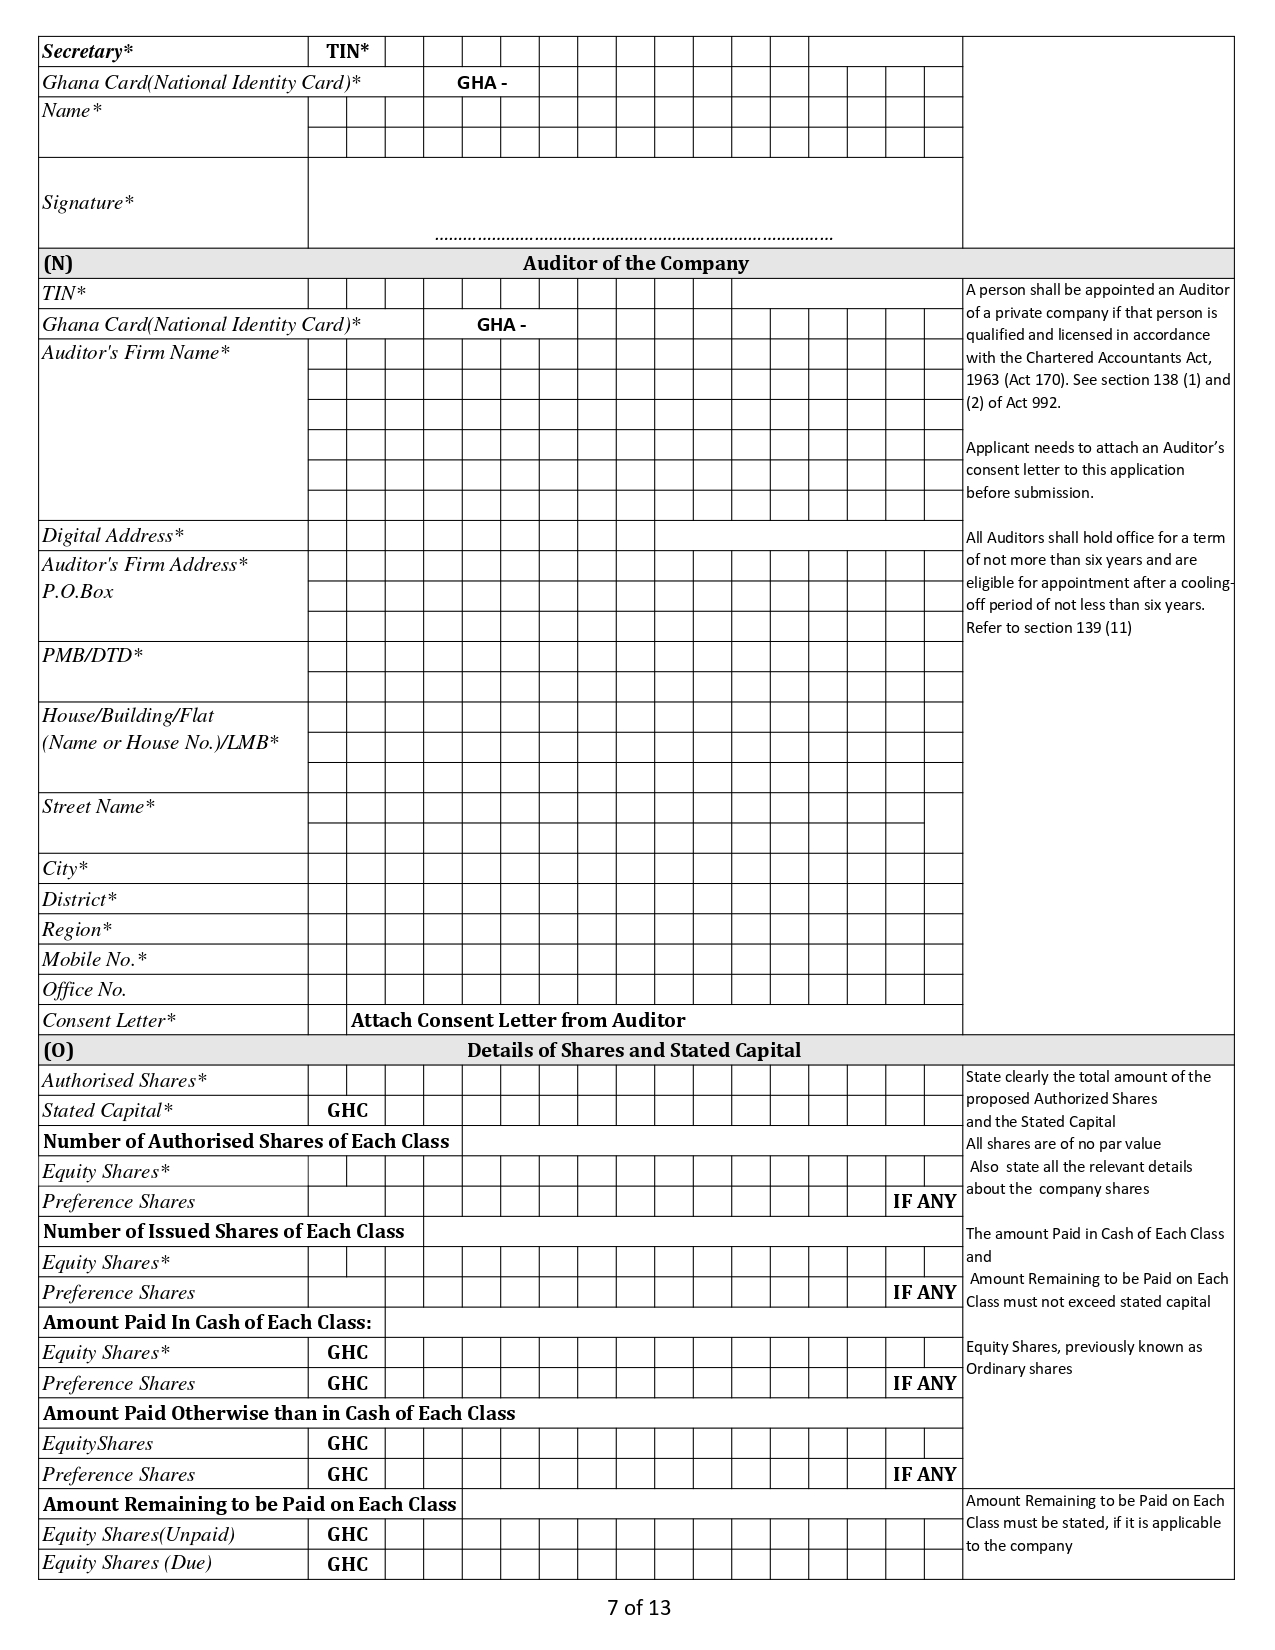 Secretary* TIN*
Ghana Card(National Identity Card)* GHA -
Name*
Signature*
................................................................................
(N) Auditor of the Company
TIN*
Ghana Card(National Identity Card)* GHA -
Auditor's Firm Name*
A person shall be appointed an Auditor
of a private company if that person is
qualified and licensed in accordance
with the Chartered Accountants Act,
1963 (Act 170). See section 138 (1) and
(2) of Act 992.
Applicant needs to attach an Auditor’s
consent letter to this application
before submission.
All Auditors shall hold office for a term
of not more than six years and are
eligible for appointment after a cooling-
off period of not less than six years.
Refer to section 139 (11)
Digital Address*
Auditor's Firm Address*
P.O.Box
PMB/DTD*
House/Building/Flat
(Name or House No.)/LMB*
Street Name*
City*
District*
Region*
Mobile No.*
Office No.
Consent Letter* Attach Consent Letter from Auditor
(O) Details of Shares and Stated Capital
Authorised Shares*
Stated Capital* GHC
Number of Authorised Shares of Each Class
Equity Shares*
Preference Shares IF ANY
Number of Issued Shares of Each Class
Equity Shares*
Preference Shares IF ANY
Amount Paid In Cash of Each Class:
Equity Shares* GHC
Preference Shares GHC IF ANY
Amount Paid Otherwise than in Cash of Each Class
EquityShares GHC
Preference Shares GHC IF ANY
State clearly the total amount of the
proposed Authorized Shares
and the Stated Capital
All shares are of no par value
Also state all the relevant details
about the company shares
The amount Paid in Cash of Each Class
and
Amount Remaining to be Paid on Each
Class must not exceed stated capital
Equity Shares, previously known as
Ordinary shares
Amount Remaining to be Paid on Each Class
Equity Shares(Unpaid) GHC
Equity Shares (Due) GHC
Amount Remaining to be Paid on Each
Class must be stated, if it is applicable
to the company
7 of 13